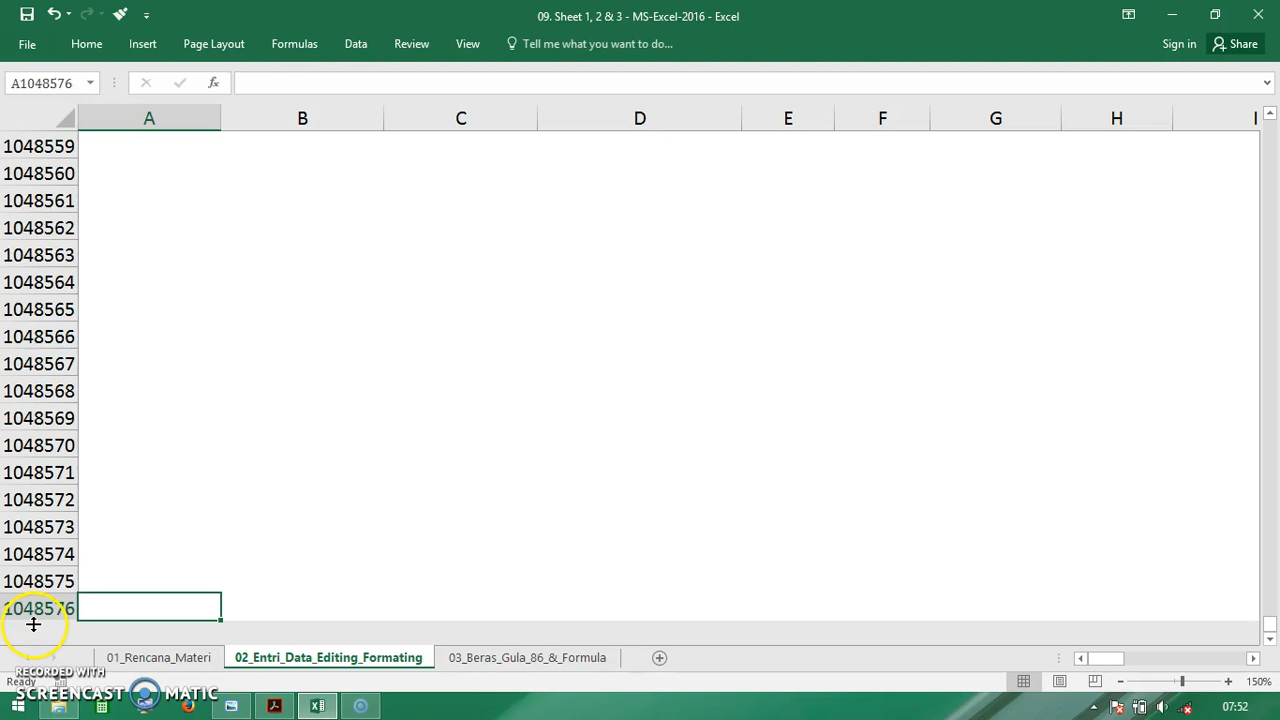 09. Sheet 1, 2 & 3 - MS-Excel-2016 - Excel
File Home Insert Page Layout Formulas Data Review View Tell me what you want to do... Sign in Share
A1048576 fx
A B C D E F G H I
1048559
1048560
1048561
1048562
1048563
1048564
1048565
1048566
1048567
1048568
1048569
1048570
1048571
1048572
1048573
1048574
1048575
1048576
01_Rencana_Materi 02_Entri_Data_Editing_Formating 03_Beras_Gula_86_&_Formula
RECORDED WITH
Ready 150%
SCREENCAST MATIC
07:52